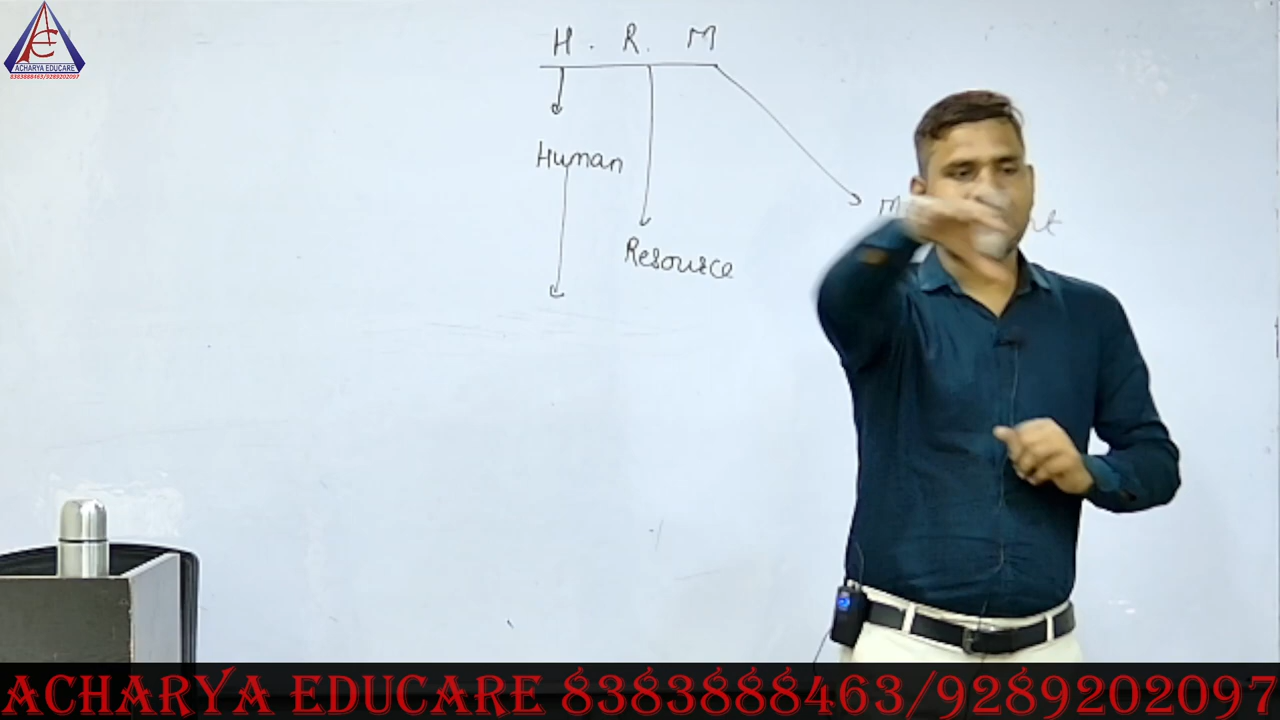 ACHARYA EDUCARE
8383888463/9289202097
H . R. M
Human
Resource
ACHARYA EDUCARE 8383888463/9289202097